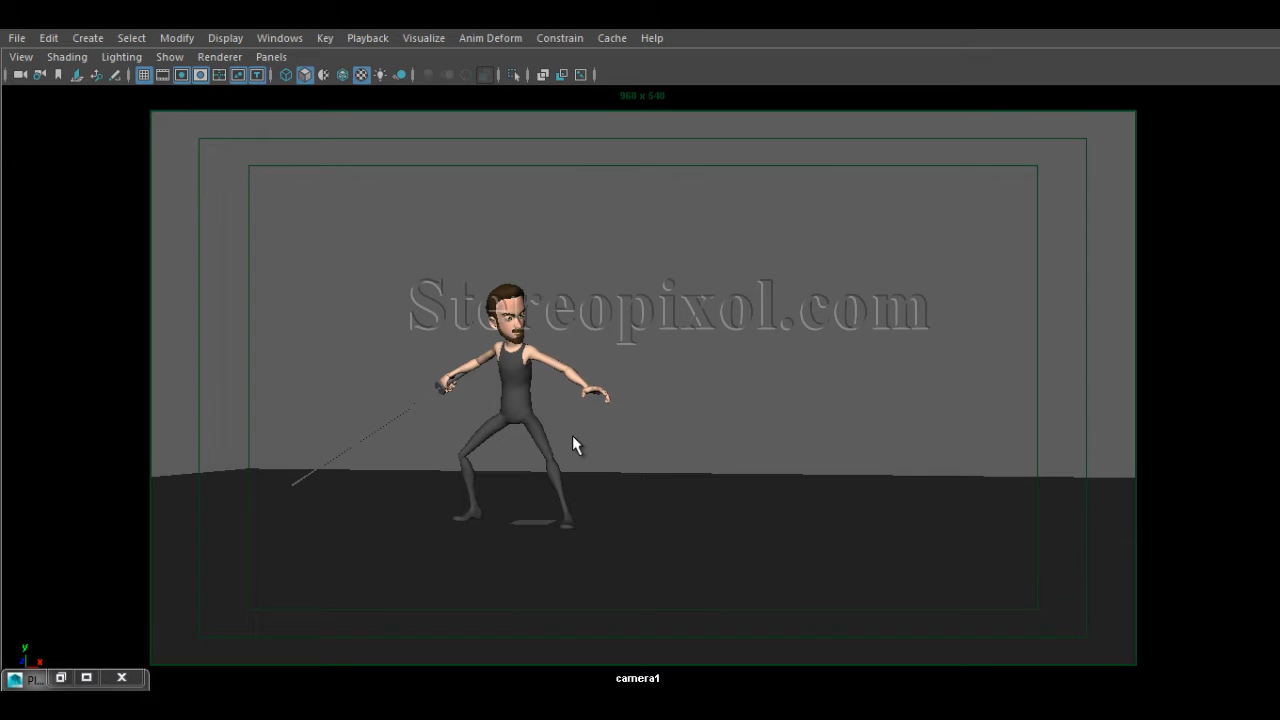 File Edit Create Select Modify Display Windows Key Playback Visualize Anim Deform Constrain Cache Help
View Shading Lighting Show Renderer Panels
960 x 540
Stereopixol.com
y
z x
Pl...
camera1